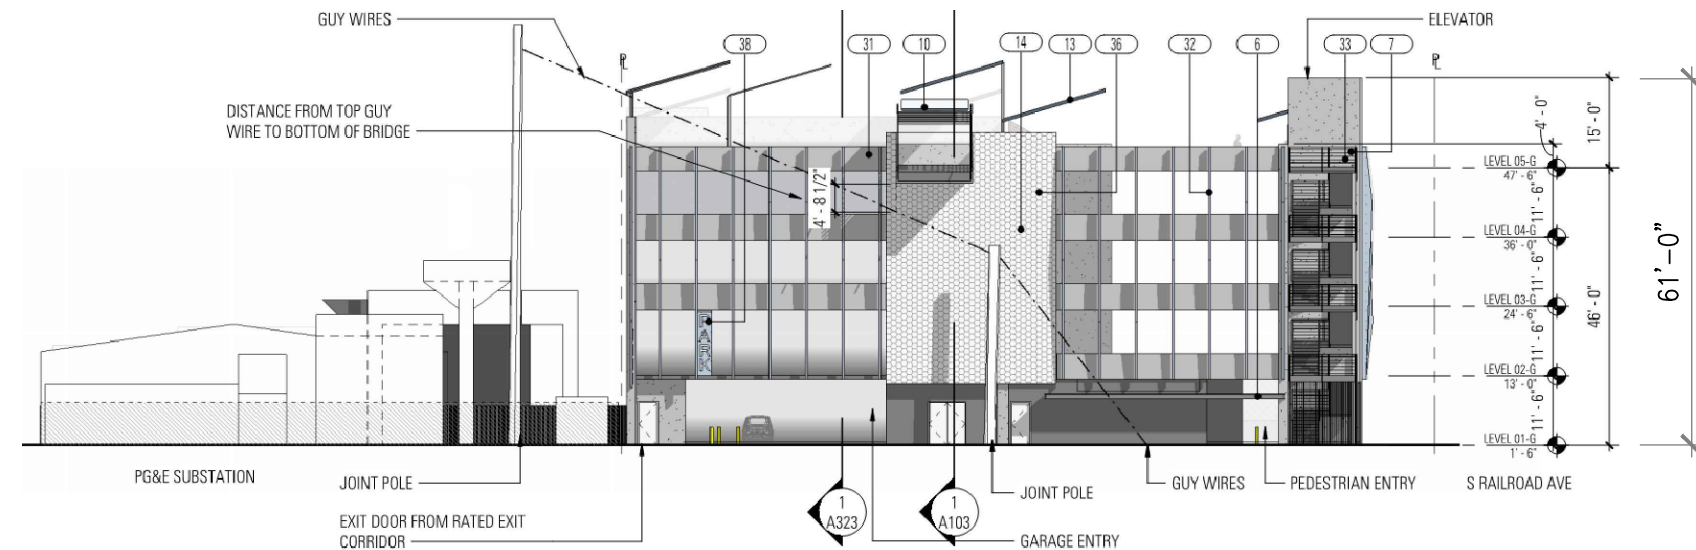 GUY WIRES
ELEVATOR
38
31
10
14
13
36
32
6
33
7
PL
PL
DISTANCE FROM TOP GUY
WIRE TO BOTTOM OF BRIDGE
4' - 8 1/2"
PARK
4' - 0"
15' - 0"
61'-0"
46' - 0"
LEVEL 05-G
47' - 6"
11' - 6"
LEVEL 04-G
36' - 0"
11' - 6"
LEVEL 03-G
24' - 6"
11' - 6"
LEVEL 02-G
13' - 0"
11' - 6"
LEVEL 01-G
1' - 6"
PG&E SUBSTATION
JOINT POLE
JOINT POLE
GUY WIRES
PEDESTRIAN ENTRY
S RAILROAD AVE
EXIT DOOR FROM RATED EXIT
CORRIDOR
1
A323
1
A103
GARAGE ENTRY